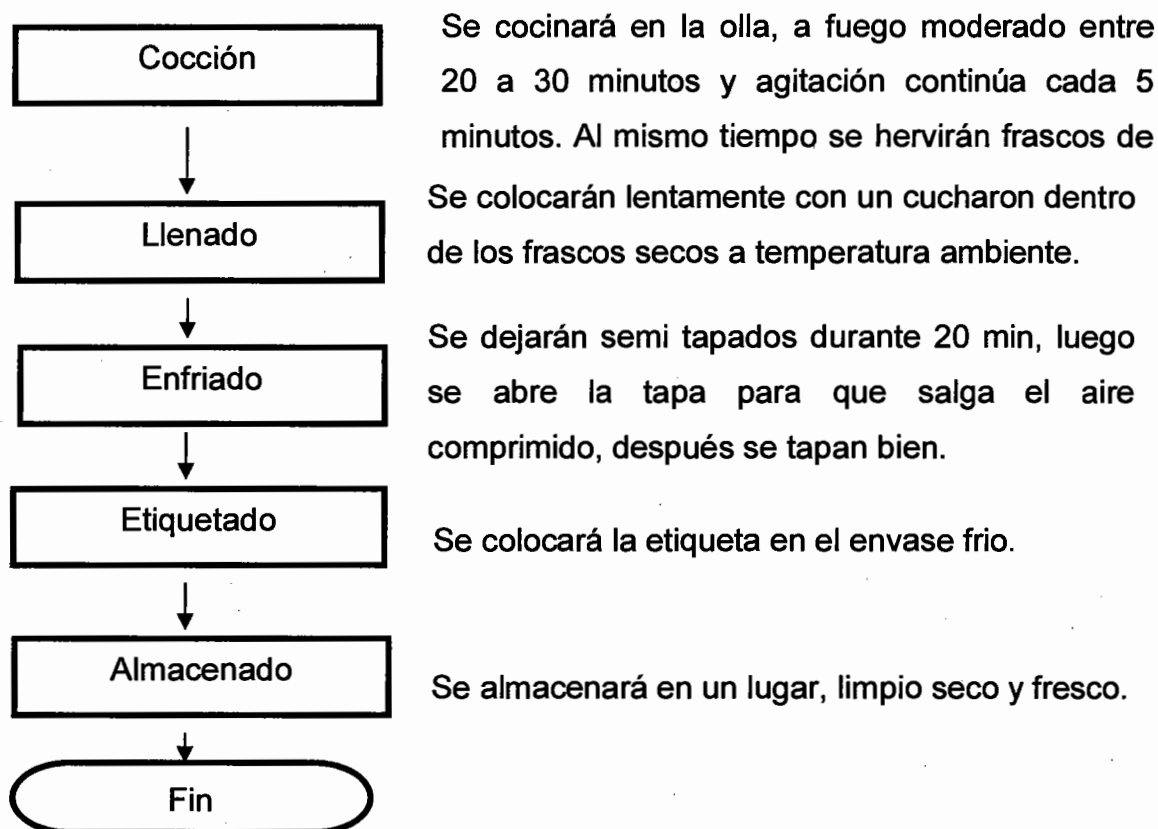 Cocción
Se cocinará en la olla, a fuego moderado entre
20 a 30 minutos y agitación continúa cada 5
minutos. Al mismo tiempo se hervirán frascos de
Llenado
Se colocarán lentamente con un cucharon dentro
de los frascos secos a temperatura ambiente.
Enfriado
Se dejarán semi tapados durante 20 min, luego
se abre la tapa para que salga el aire
comprimido, después se tapan bien.
Etiquetado
Se colocará la etiqueta en el envase frio.
Almacenado
Se almacenará en un lugar, limpio seco y fresco.
Fin